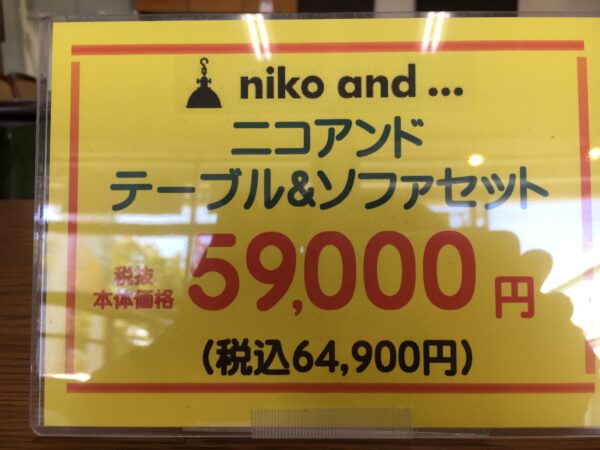 niko and ...
ニコアンド
テーブル&ソファセット
税抜
本体価格 59,000円
(税込64,900円)